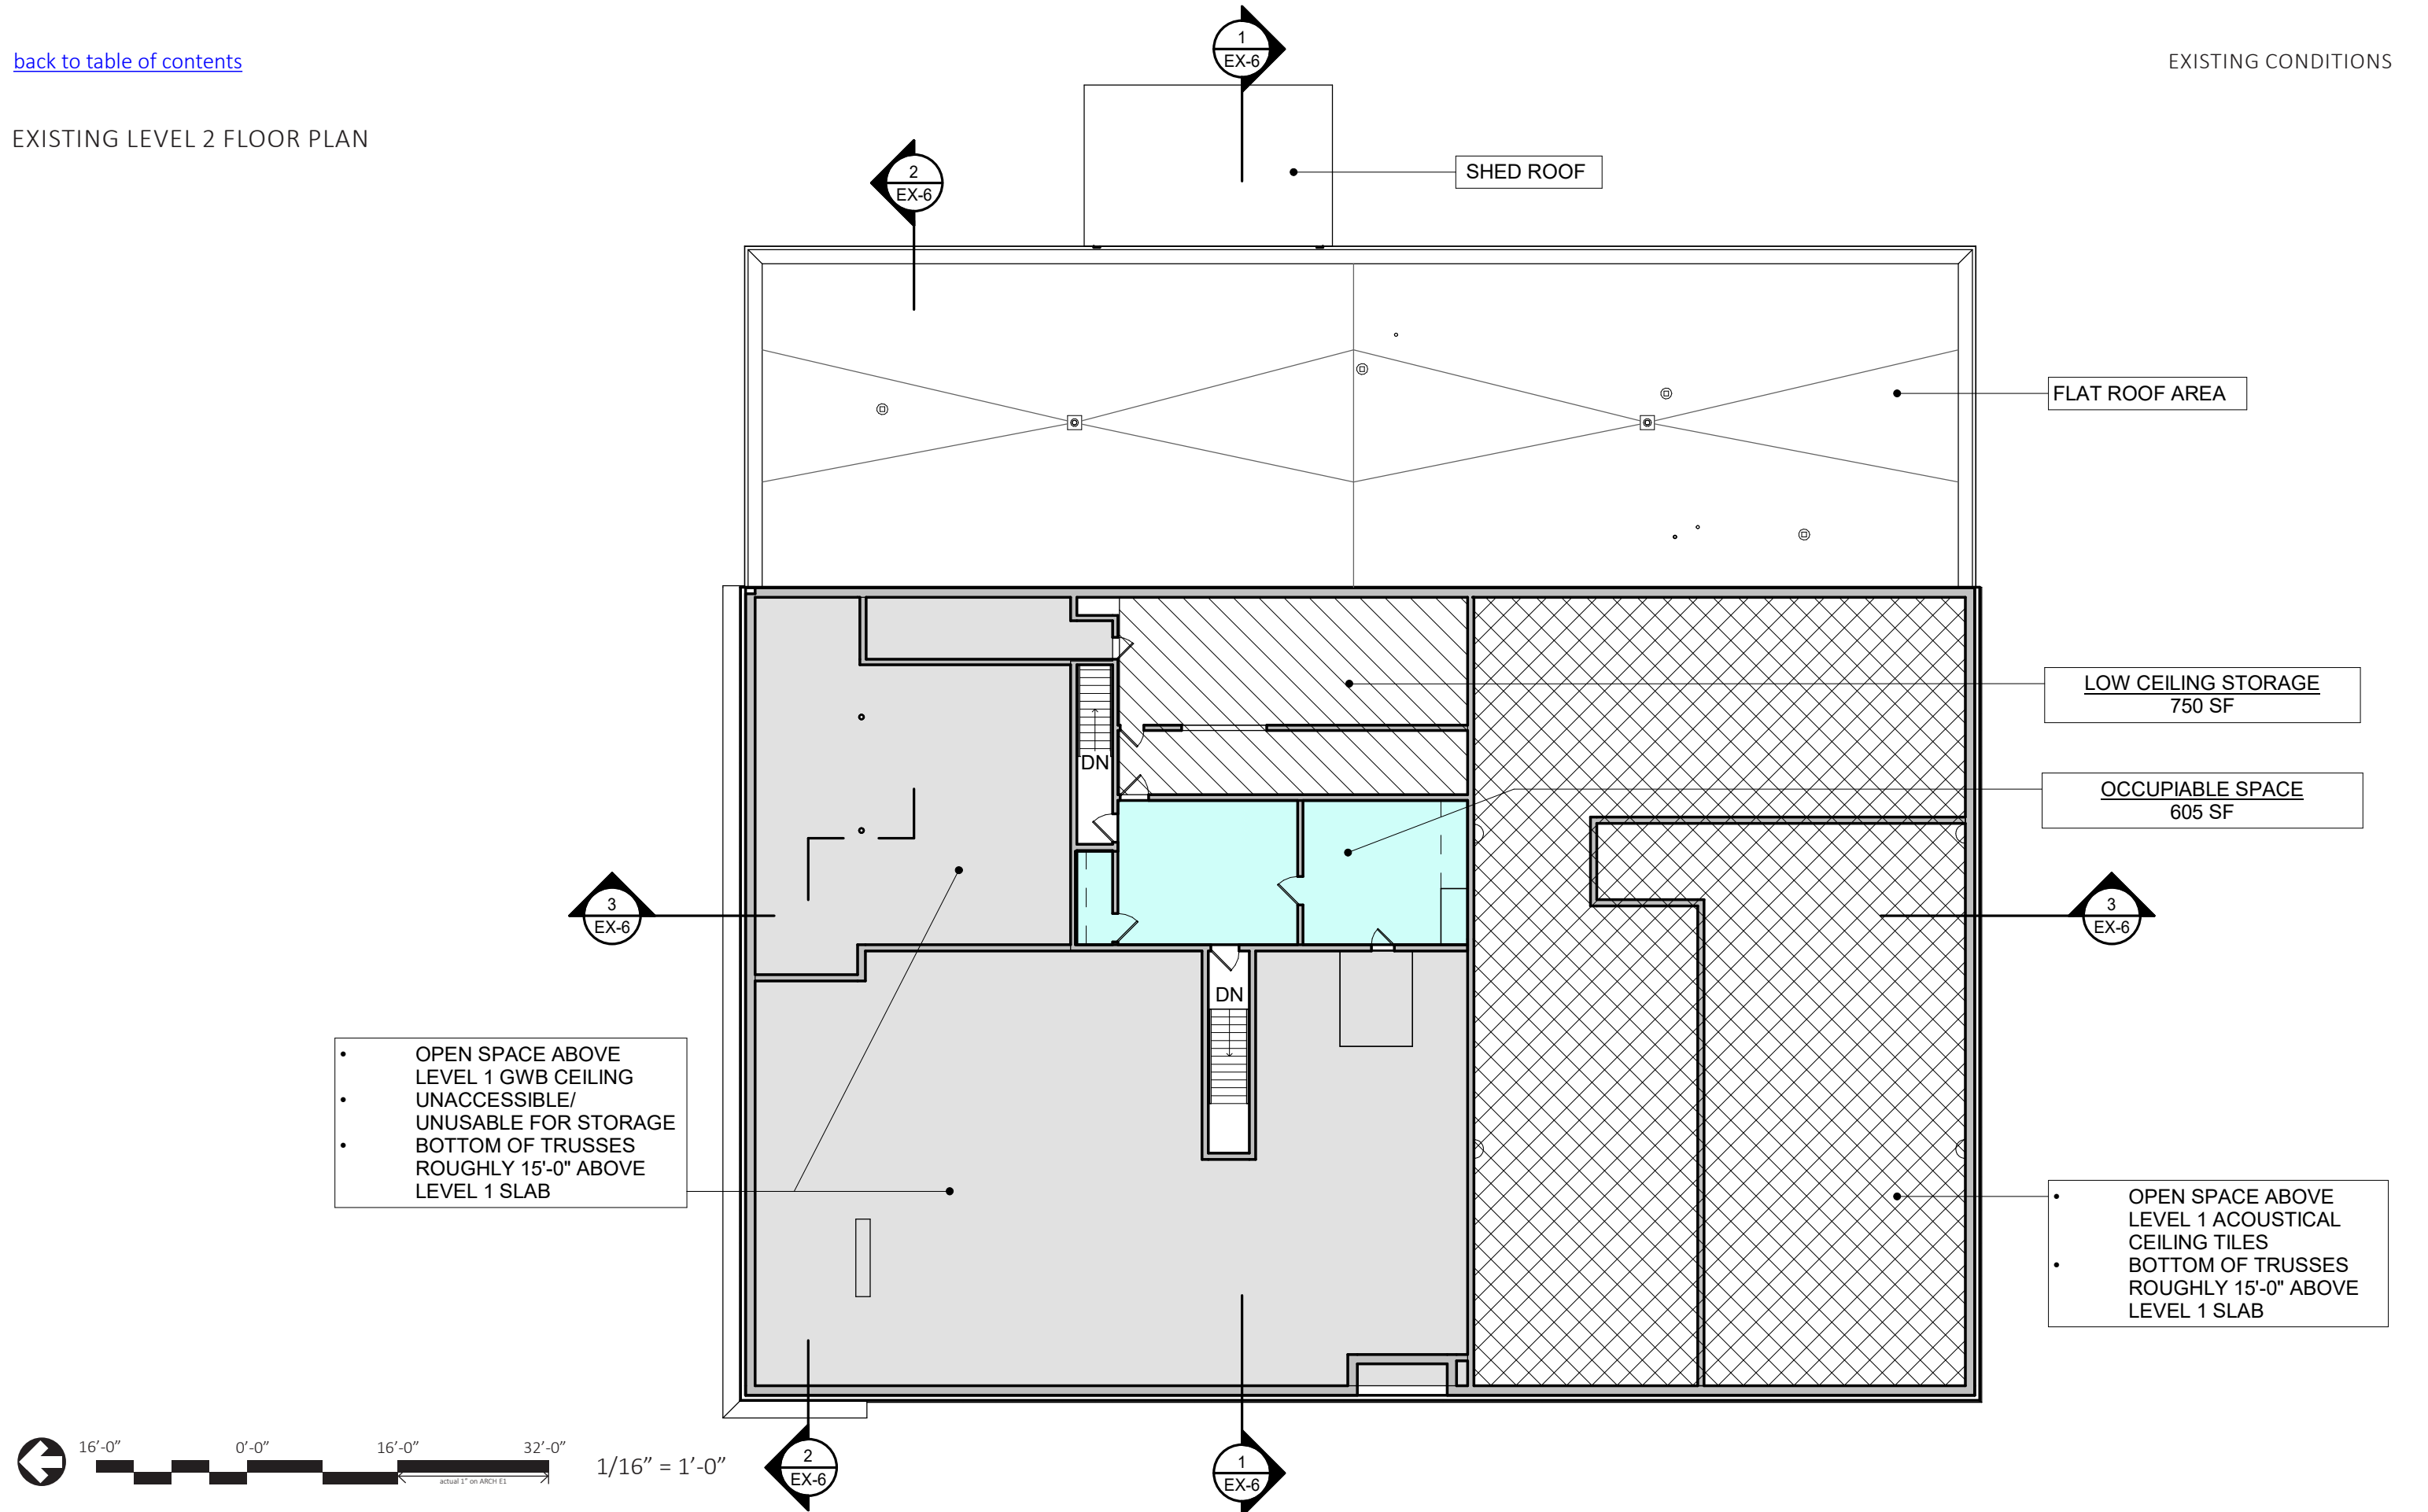 back to table of contents
EXISTING CONDITIONS
EXISTING LEVEL 2 FLOOR PLAN
1
EX-6
2
EX-6
SHED ROOF
FLAT ROOF AREA
LOW CEILING STORAGE
750 SF
DN
OCCUPIABLE SPACE
605 SF
3
EX-6
3
EX-6
DN
• OPEN SPACE ABOVE
LEVEL 1 GWB CEILING
• UNACCESSIBLE/
UNUSABLE FOR STORAGE
• BOTTOM OF TRUSSES
ROUGHLY 15'-0" ABOVE
LEVEL 1 SLAB
• OPEN SPACE ABOVE
LEVEL 1 ACOUSTICAL
CEILING TILES
• BOTTOM OF TRUSSES
ROUGHLY 15'-0" ABOVE
LEVEL 1 SLAB
16’-0” 0’-0” 16’-0” 32’-0”
actual 1" on ARCH E1
1/16” = 1’-0”
2
EX-6
1
EX-6